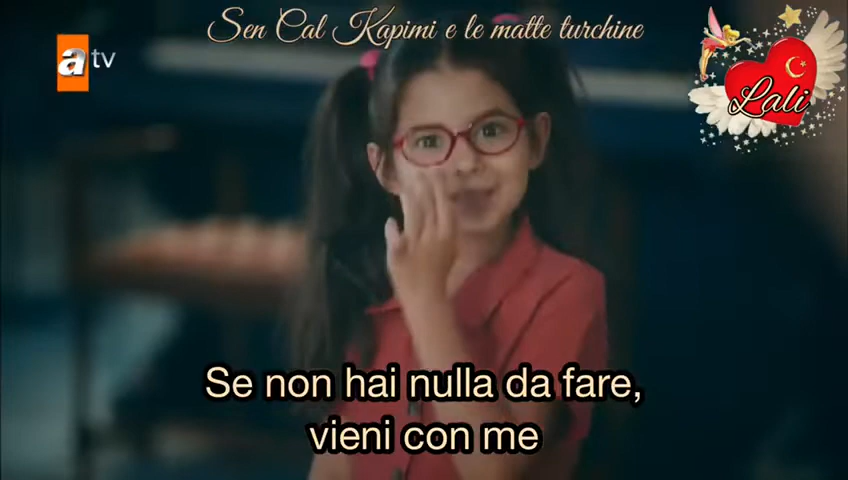 Sen Cal Kapimi e le matte turchine
atv
Lali
Se non hai nulla da fare,
vieni con me